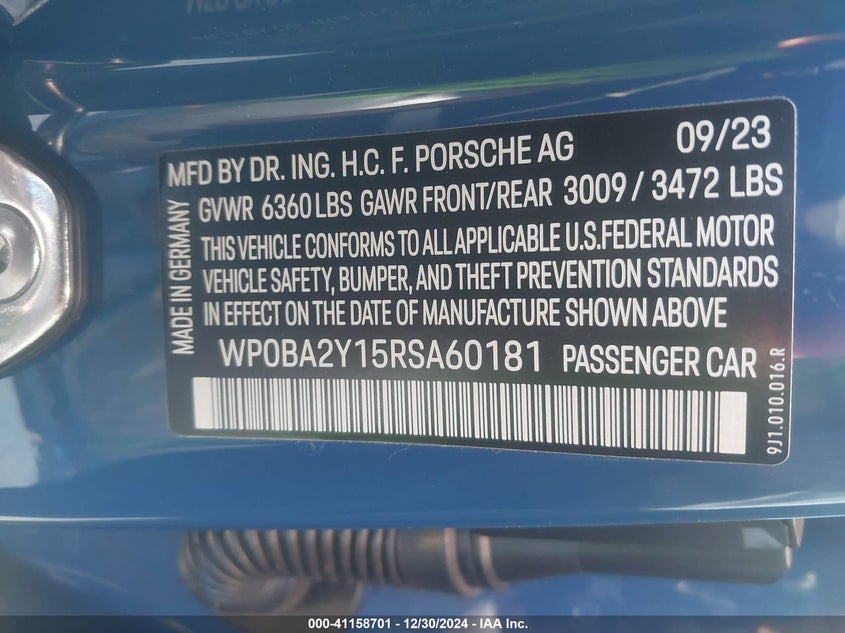 MFD BY DR. ING. H.C. F. PORSCHE AG 09/23
GVWR 6360 LBS GAWR FRONT/REAR 3009 / 3472 LBS
THIS VEHICLE CONFORMS TO ALL APPLICABLE U.S.FEDERAL MOTOR
VEHICLE SAFETY, BUMPER, AND THEFT PREVENTION STANDARDS
IN EFFECT ON THE DATE OF MANUFACTURE SHOWN ABOVE
WP0BA2Y15RSA60181 PASSENGER CAR
MADE IN GERMANY
9J1.010.016.R
000-41158701 - 12/30/2024 - IAA Inc.